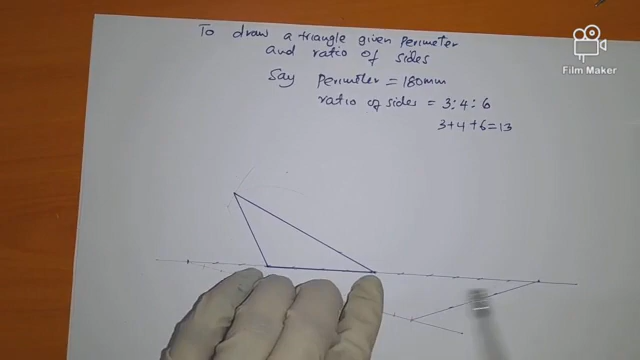 To draw a triangle given perimeter
and ratio of sides
Say perimeter = 180mm
ratio of sides = 3:4:6
3+4+6=13
Film Maker